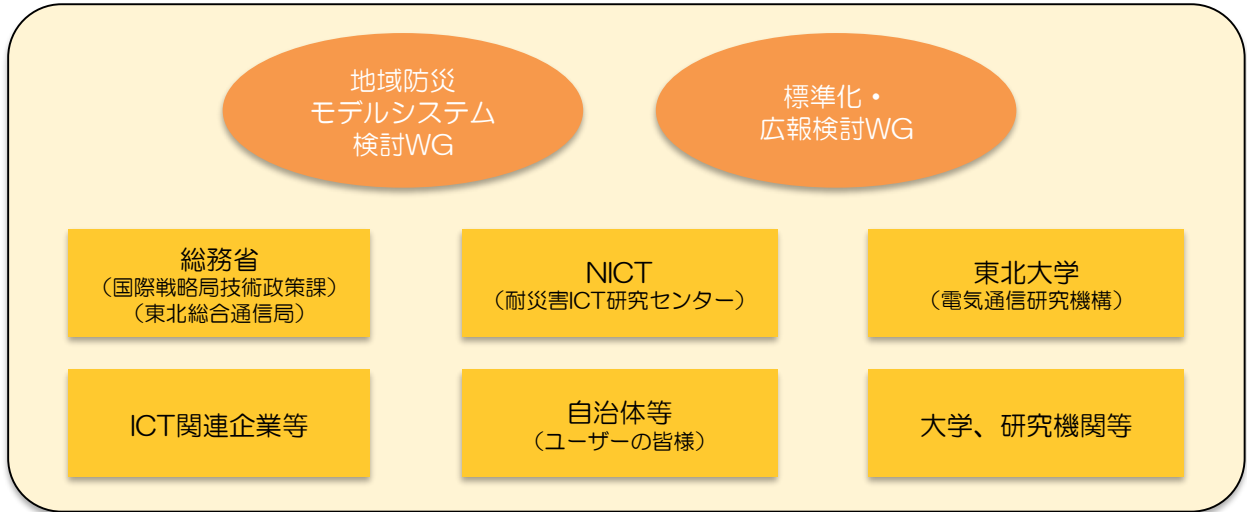 地域防災
モデルシステム
検討WG
標準化・
広報検討WG
総務省
（国際戦略局技術政策課）
（東北総合通信局）
NICT
（耐災害ICT研究センター）
東北大学
（電気通信研究機構）
ICT関連企業等
自治体等
（ユーザーの皆様）
大学、研究機関等